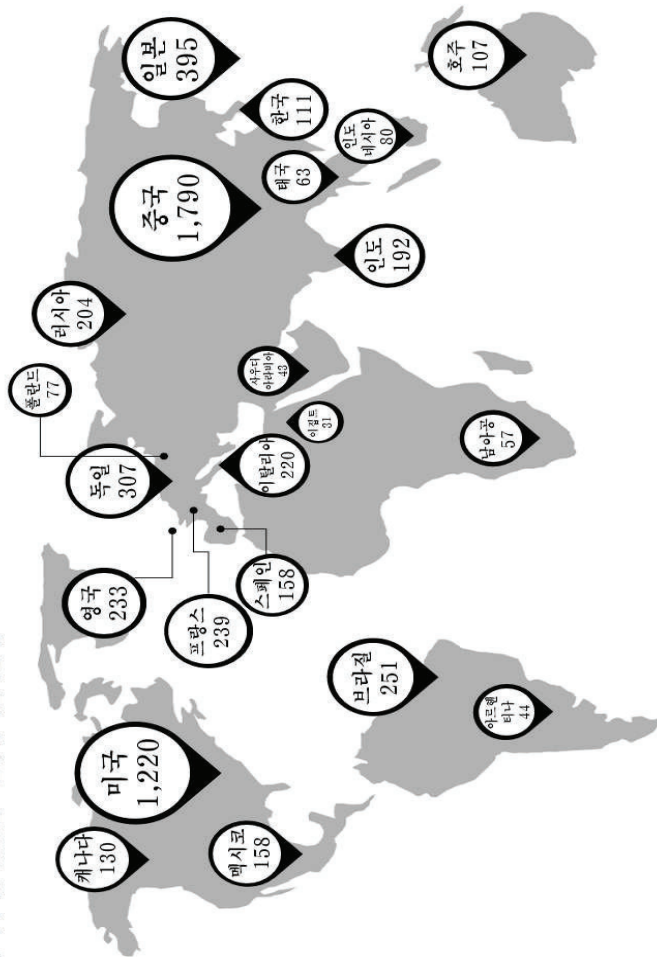 캐나다
130
미국
1,220
멕시코
158
영국
233
프랑스
239
스페인
158
독일
307
폴란드
77
이탈리아
220
러시아
204
중국
1,790
일본
395
한국
111
태국
63
인도
네시아
80
인도
192
사우디
아라비아
43
이집트
31
남아공
57
브라질
251
아르헨
티나
44
호주
107